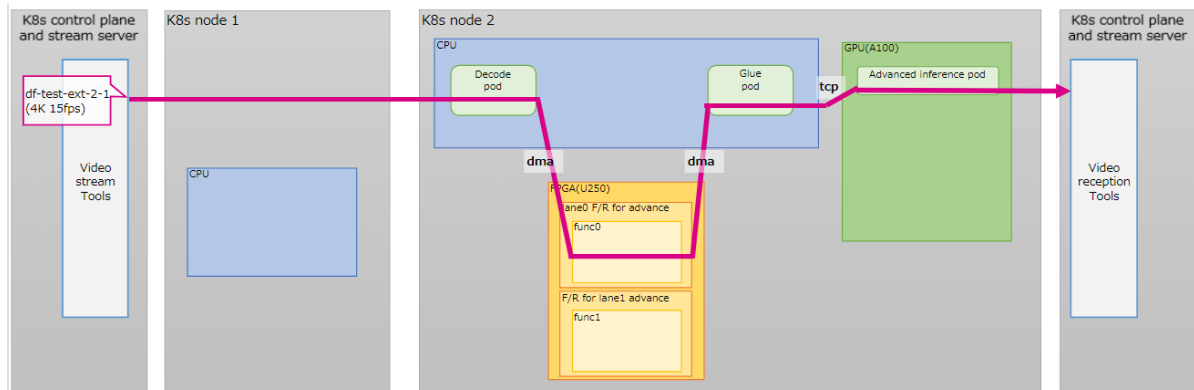 K8s control plane
and stream server
K8s node 1
K8s node 2
K8s control plane
and stream server
df-test-ext-2-1
(4K 15fps)
Video
stream
Tools
CPU
CPU
Decode
pod
Glue
pod
tcp
GPU(A100)
Advanced inference pod
dma
dma
FPGA(U250)
lane0 F/R for advance
func0
F/R for lane1 advance
func1
Video
reception
Tools